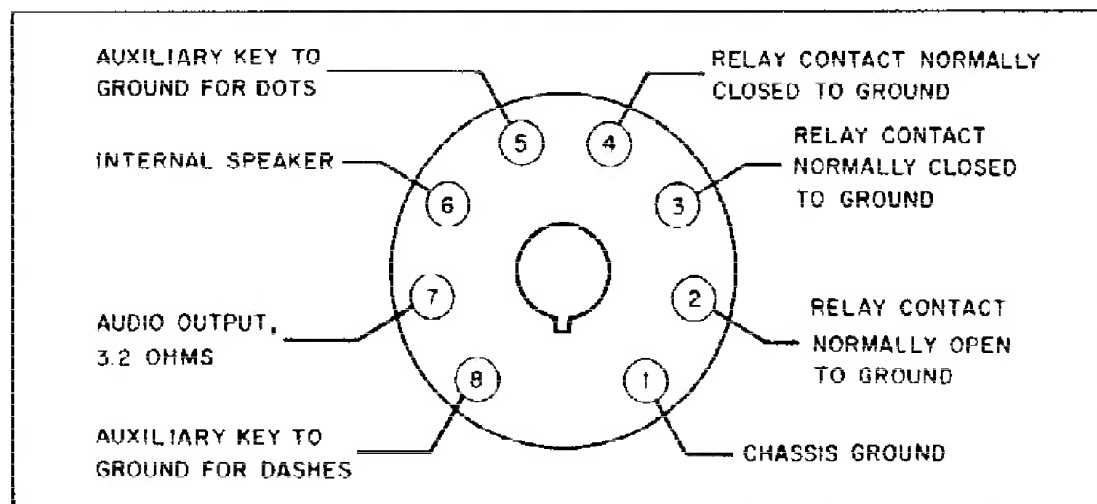 AUXILIARY KEY TO
GROUND FOR DOTS
INTERNAL SPEAKER
AUDIO OUTPUT,
3.2 OHMS
AUXILIARY KEY TO
GROUND FOR DASHES
5
6
7
8
4
3
2
1
RELAY CONTACT NORMALLY
CLOSED TO GROUND
RELAY CONTACT
NORMALLY CLOSED
TO GROUND
RELAY CONTACT
NORMALLY OPEN
TO GROUND
CHASSIS GROUND